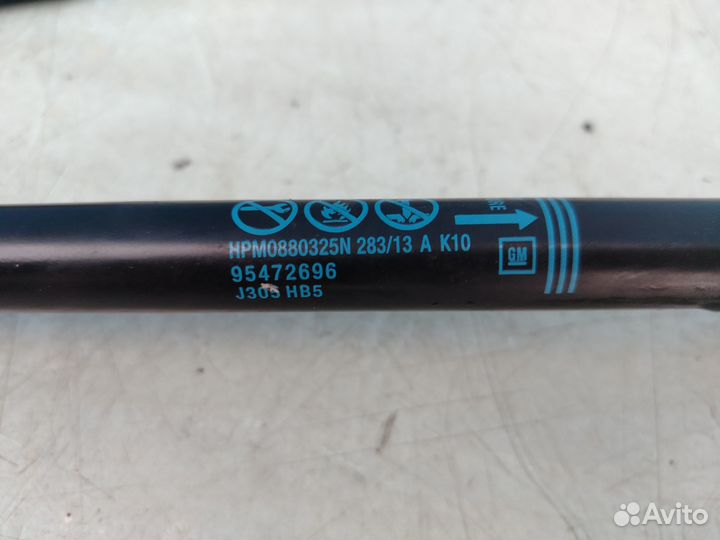 HPM0880325N 283/13 A K10
95472696
J305 HB5
GM
Avito